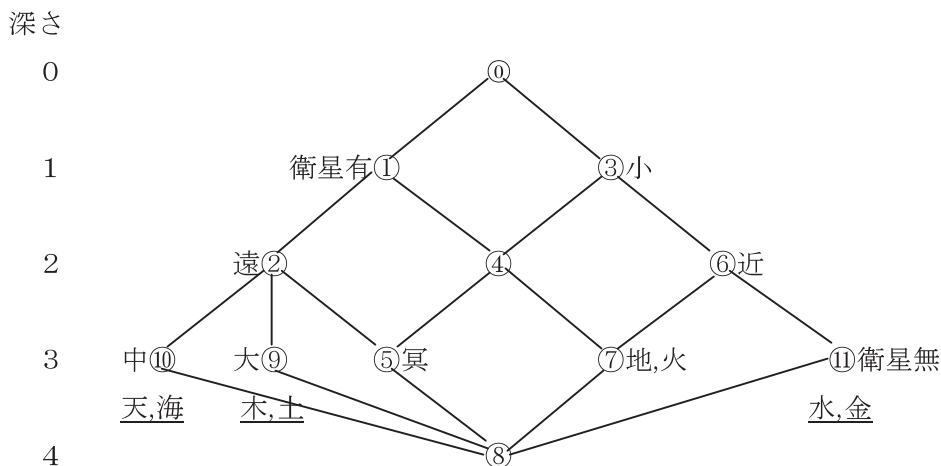 深さ
0 ⓪
1 衛星有① ③小
2 遠② ④ ⑥近
3 中⑩ 大⑨ ⑤冥 ⑦地,火 ⑪衛星無
天,海 木,土 水,金
4 ⑧